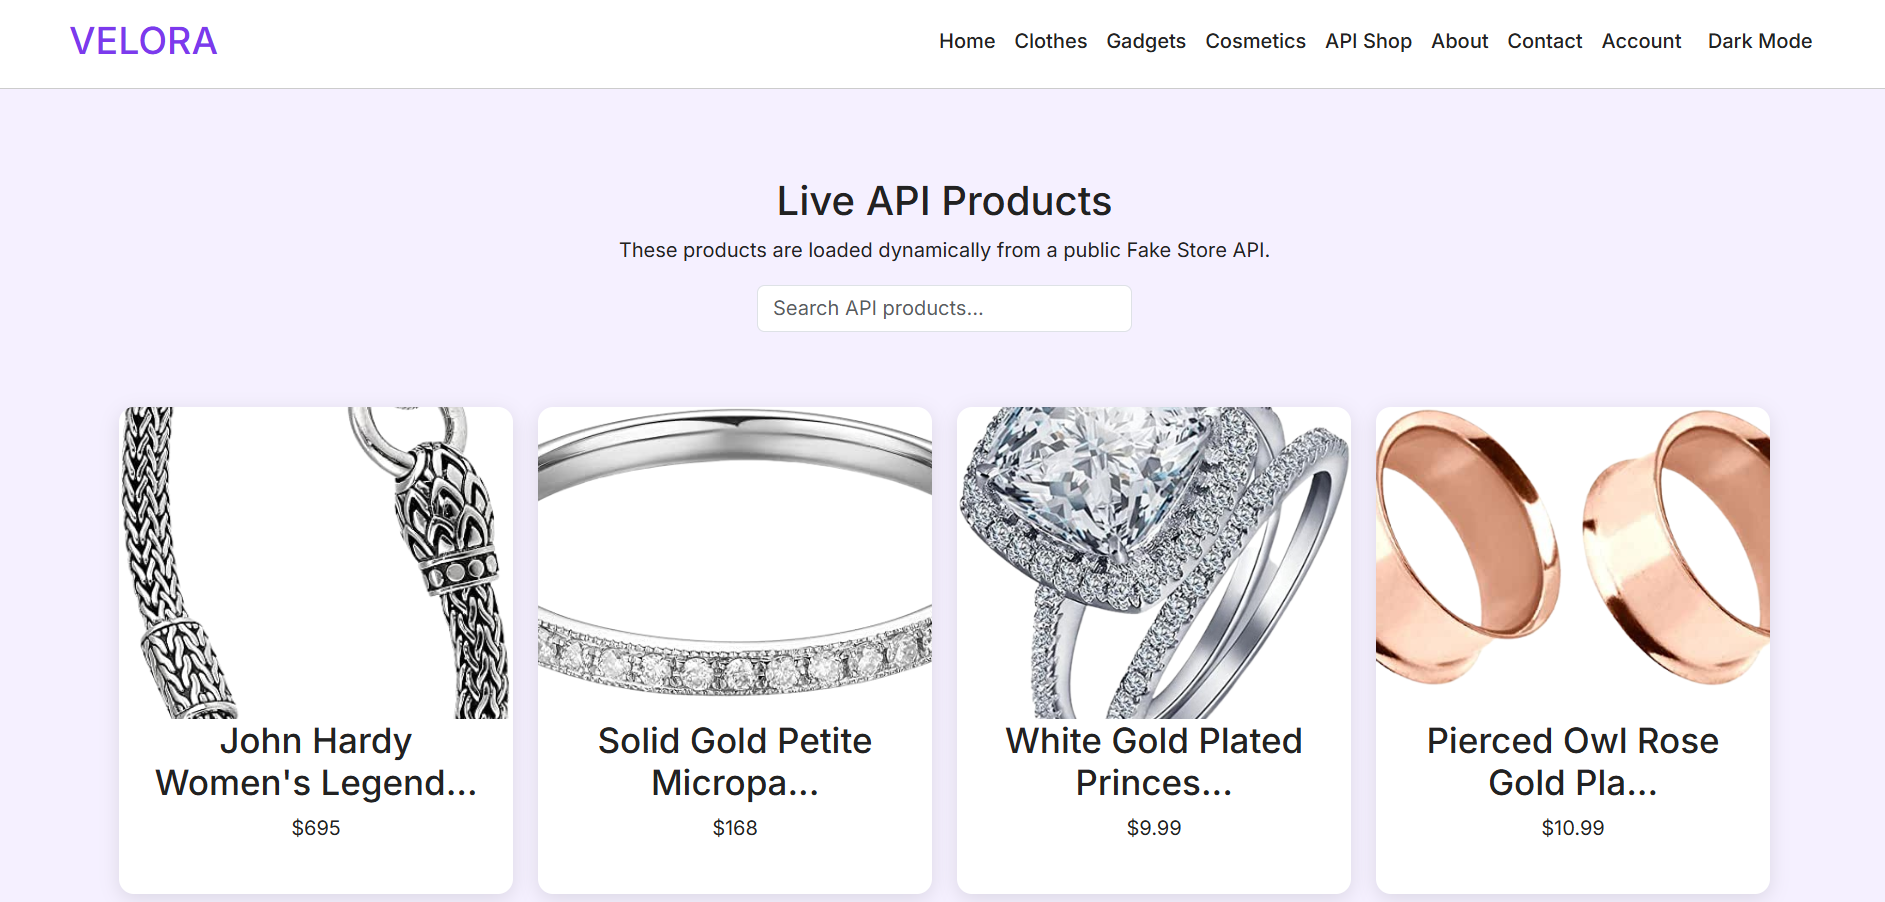 VELORA
Home Clothes Gadgets Cosmetics API Shop About Contact Account Dark Mode
Live API Products
These products are loaded dynamically from a public Fake Store API.
Search API products...
John Hardy
Women's Legend...
$695
Solid Gold Petite
Micropa...
$168
White Gold Plated
Princes...
$9.99
Pierced Owl Rose
Gold Pla...
$10.99